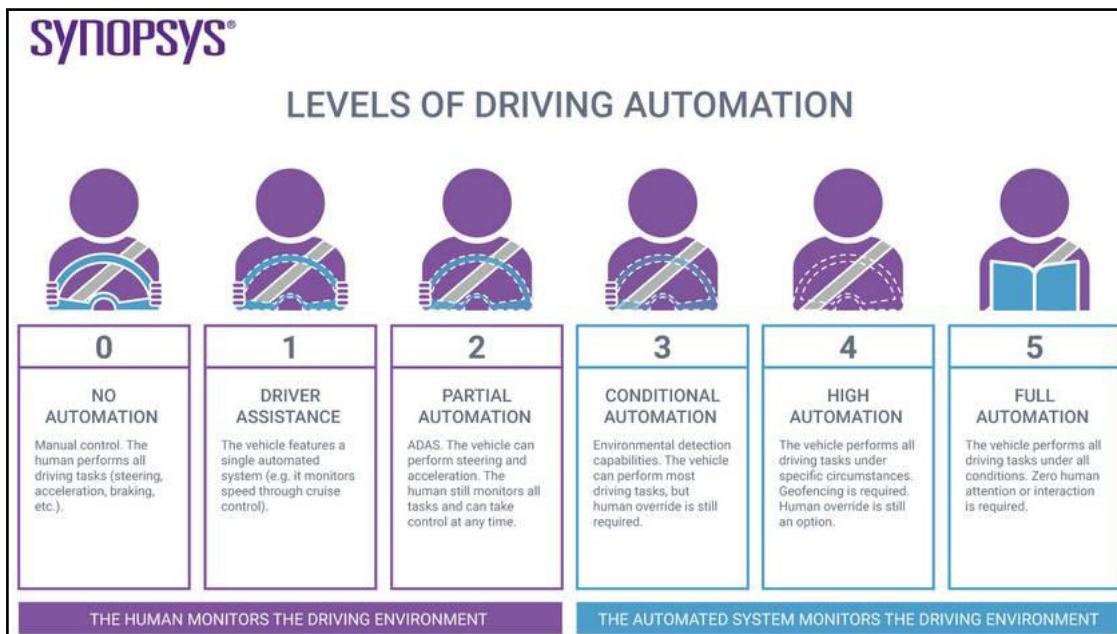 SYNOPSYS®
LEVELS OF DRIVING AUTOMATION
0
NO
AUTOMATION
Manual control. The
human performs all
driving tasks (steering,
acceleration, braking,
etc.).
1
DRIVER
ASSISTANCE
The vehicle features a
single automated
system (e.g. it monitors
speed through cruise
control).
2
PARTIAL
AUTOMATION
ADAS. The vehicle can
perform steering and
acceleration. The
human still monitors all
tasks and can take
control at any time.
3
CONDITIONAL
AUTOMATION
Environmental detection
capabilities. The vehicle
can perform most
driving tasks, but
human override is still
required.
4
HIGH
AUTOMATION
The vehicle performs all
driving tasks under
specific circumstances.
Geofencing is required.
Human override is still
an option.
5
FULL
AUTOMATION
The vehicle performs all
driving tasks under all
conditions. Zero human
attention or interaction
is required.
THE HUMAN MONITORS THE DRIVING ENVIRONMENT
THE AUTOMATED SYSTEM MONITORS THE DRIVING ENVIRONMENT